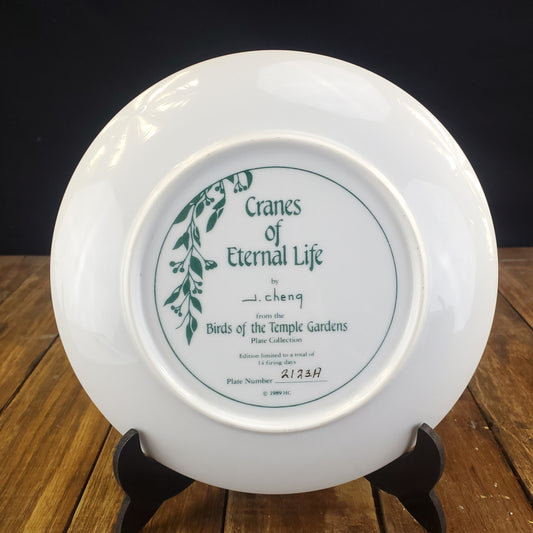 Cranes
of
Eternal Life
by
J. Cheng
from the
Birds of the Temple Gardens
Plate Collection
Edition limited to a total of
14 firing days
Plate Number 2123A
© 1989 HC